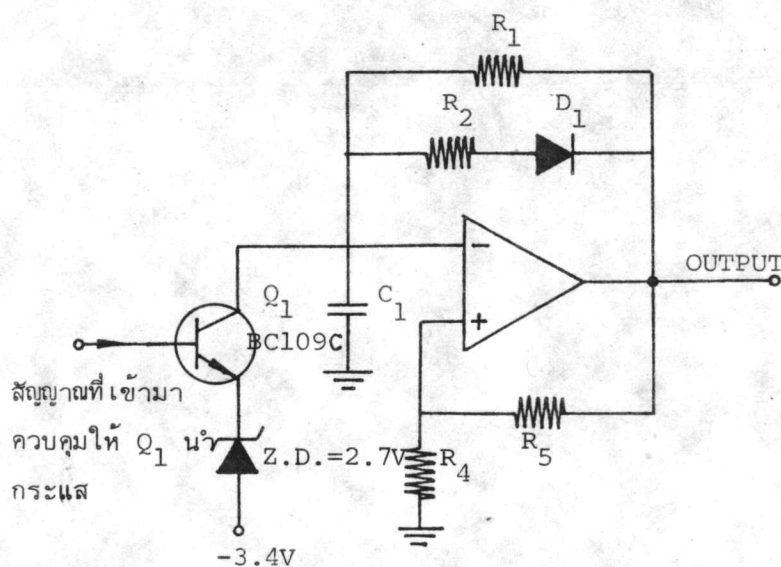 R1
R2 D1
−
OUTPUT
Q1 C1
+
BC109C
สัญญาณที่เข้ามา
ควบคุมให้ Q1 นำ
กระแส
Z.D.=2.7V
R4
R5
-3.4V